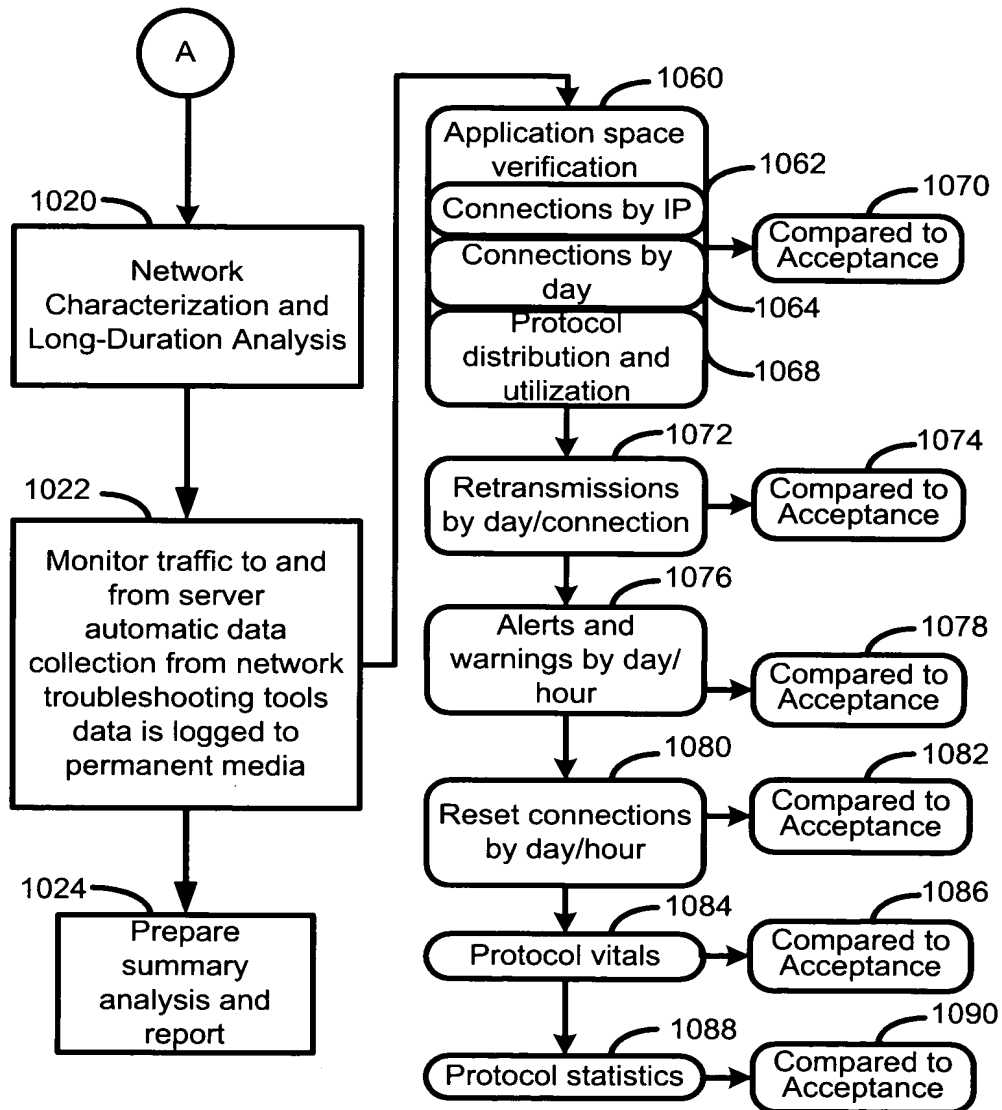 A
1020
Network
Characterization and
Long-Duration Analysis
1022
Monitor traffic to and
from server
automatic data
collection from network
troubleshooting tools
data is logged to
permanent media
1024
Prepare
summary
analysis and
report
1060
Application space
verification
1062
Connections by IP
Connections by
day
1064
Protocol
distribution and
utilization
1068
1070
Compared to
Acceptance
1072
Retransmissions
by day/connection
1074
Compared to
Acceptance
1076
Alerts and
warnings by day/
hour
1078
Compared to
Acceptance
1080
Reset connections
by day/hour
1082
Compared to
Acceptance
1084
Protocol vitals
1086
Compared to
Acceptance
1088
Protocol statistics
1090
Compared to
Acceptance